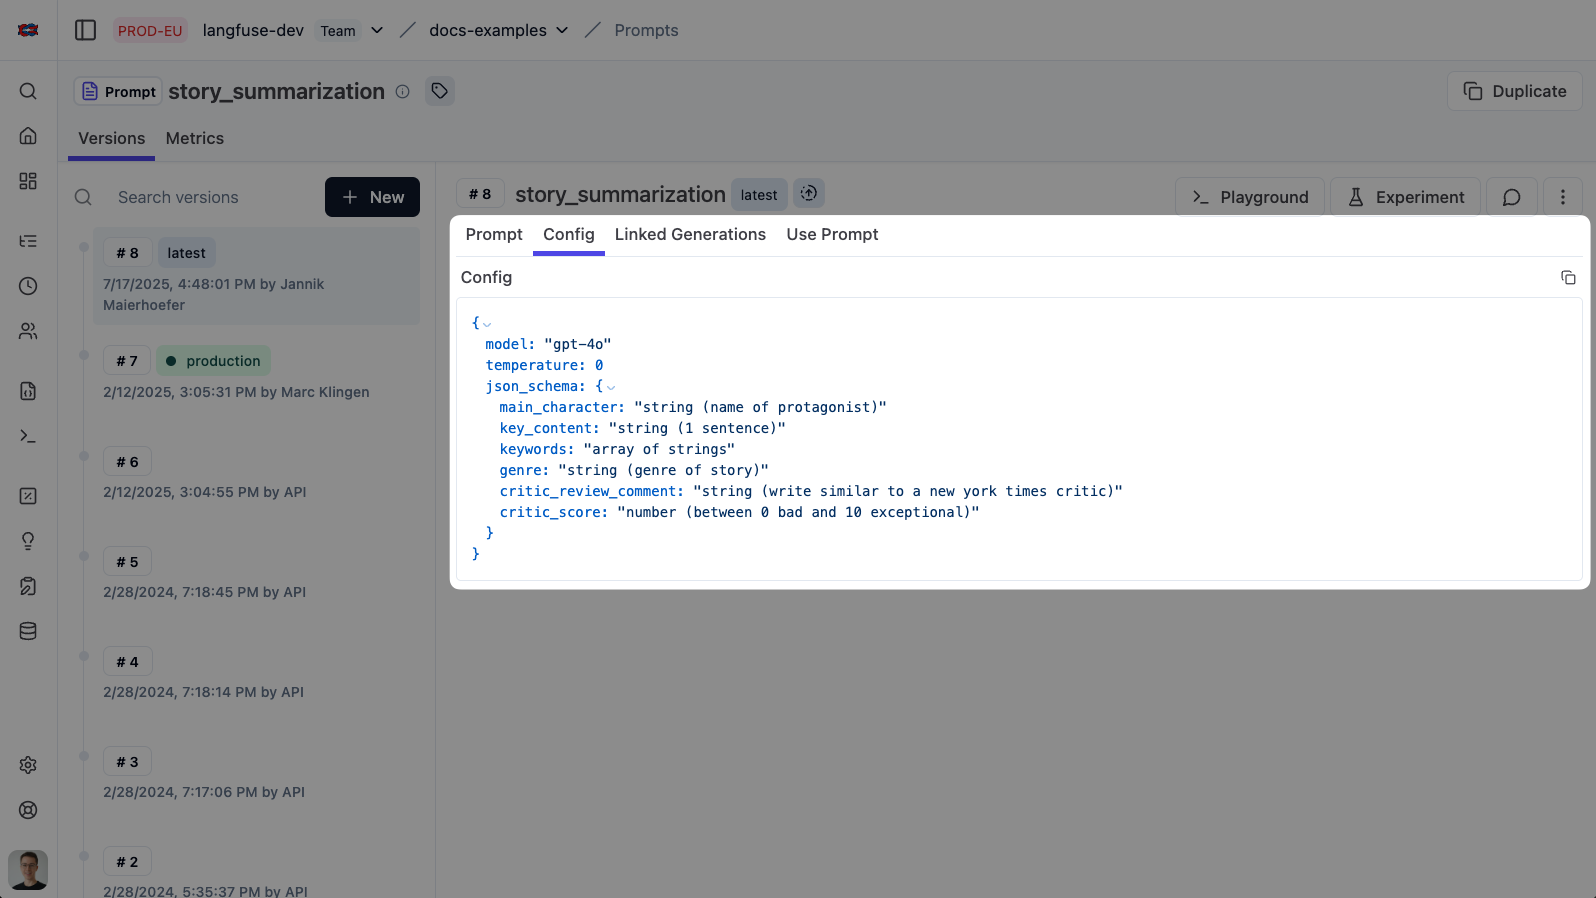 PROD-EU langfuse-dev Team docs-examples Prompts
Prompt story_summarization
Duplicate
Versions Metrics
Search versions
New
# 8 latest
7/17/2025, 4:48:01 PM by Jannik
Maierhoefer
# 7 production
2/12/2025, 3:05:31 PM by Marc Klingen
# 6
2/12/2025, 3:04:55 PM by API
# 5
2/28/2024, 7:18:45 PM by API
# 4
2/28/2024, 7:18:14 PM by API
# 3
2/28/2024, 7:17:06 PM by API
# 2
2/28/2024, 5:35:37 PM by API
# 8 story_summarization latest
Playground Experiment
Prompt Config Linked Generations Use Prompt
Config
{
model: "gpt-4o"
temperature: 0
json_schema: {
main_character: "string (name of protagonist)"
key_content: "string (1 sentence)"
keywords: "array of strings"
genre: "string (genre of story)"
critic_review_comment: "string (write similar to a new york times critic)"
critic_score: "number (between 0 bad and 10 exceptional)"
}
}